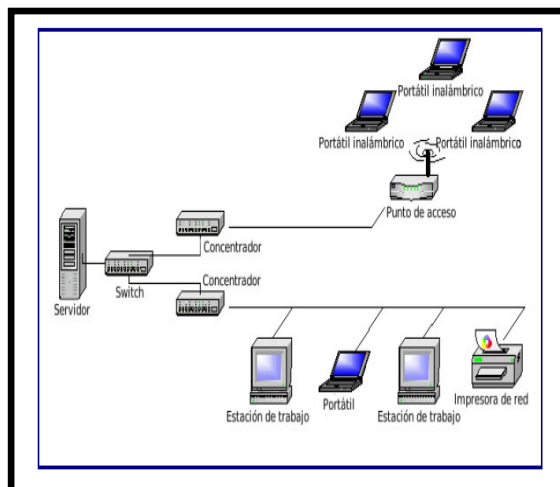 Portátil inalámbrico
Portátil inalámbrico
Portátil inalámbrico
Punto de acceso
Concentrador
Servidor
Switch
Concentrador
Estación de trabajo
Portátil
Estación de trabajo
Impresora de red